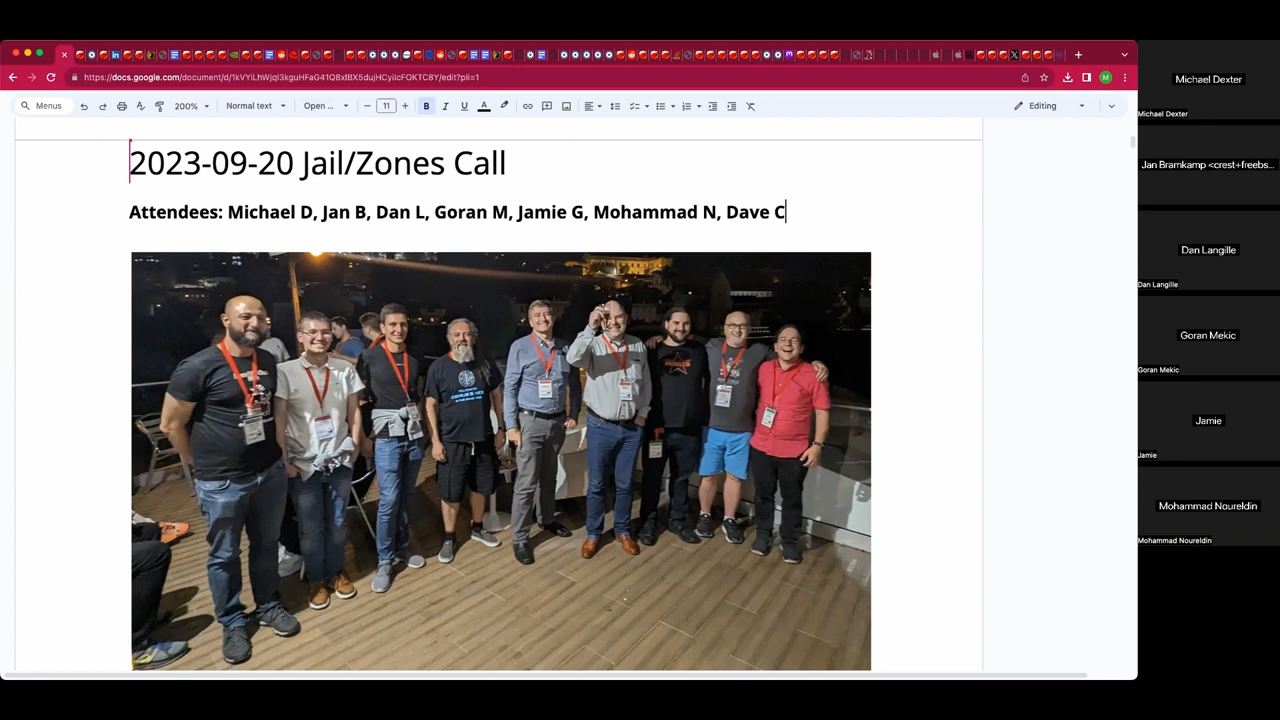 https://docs.google.com/document/d/1kVYiLhWjqI3kguHFaG41QBxIBX5dujHCyilcFOKTC8Y/edit?pli=1
M
Menus
200%
Normal text
Open ...
11
Editing
2023-09-20 Jail/Zones Call
Attendees: Michael D, Jan B, Dan L, Goran M, Jamie G, Mohammad N, Dave C
Michael Dexter
Michael Dexter
Jan Bramkamp <crest+freebs...
Dan Langille
Dan Langille
Goran Mekic
Goran Mekic
Jamie
Jamie
Mohammad Noureldin
Mohammad Noureldin